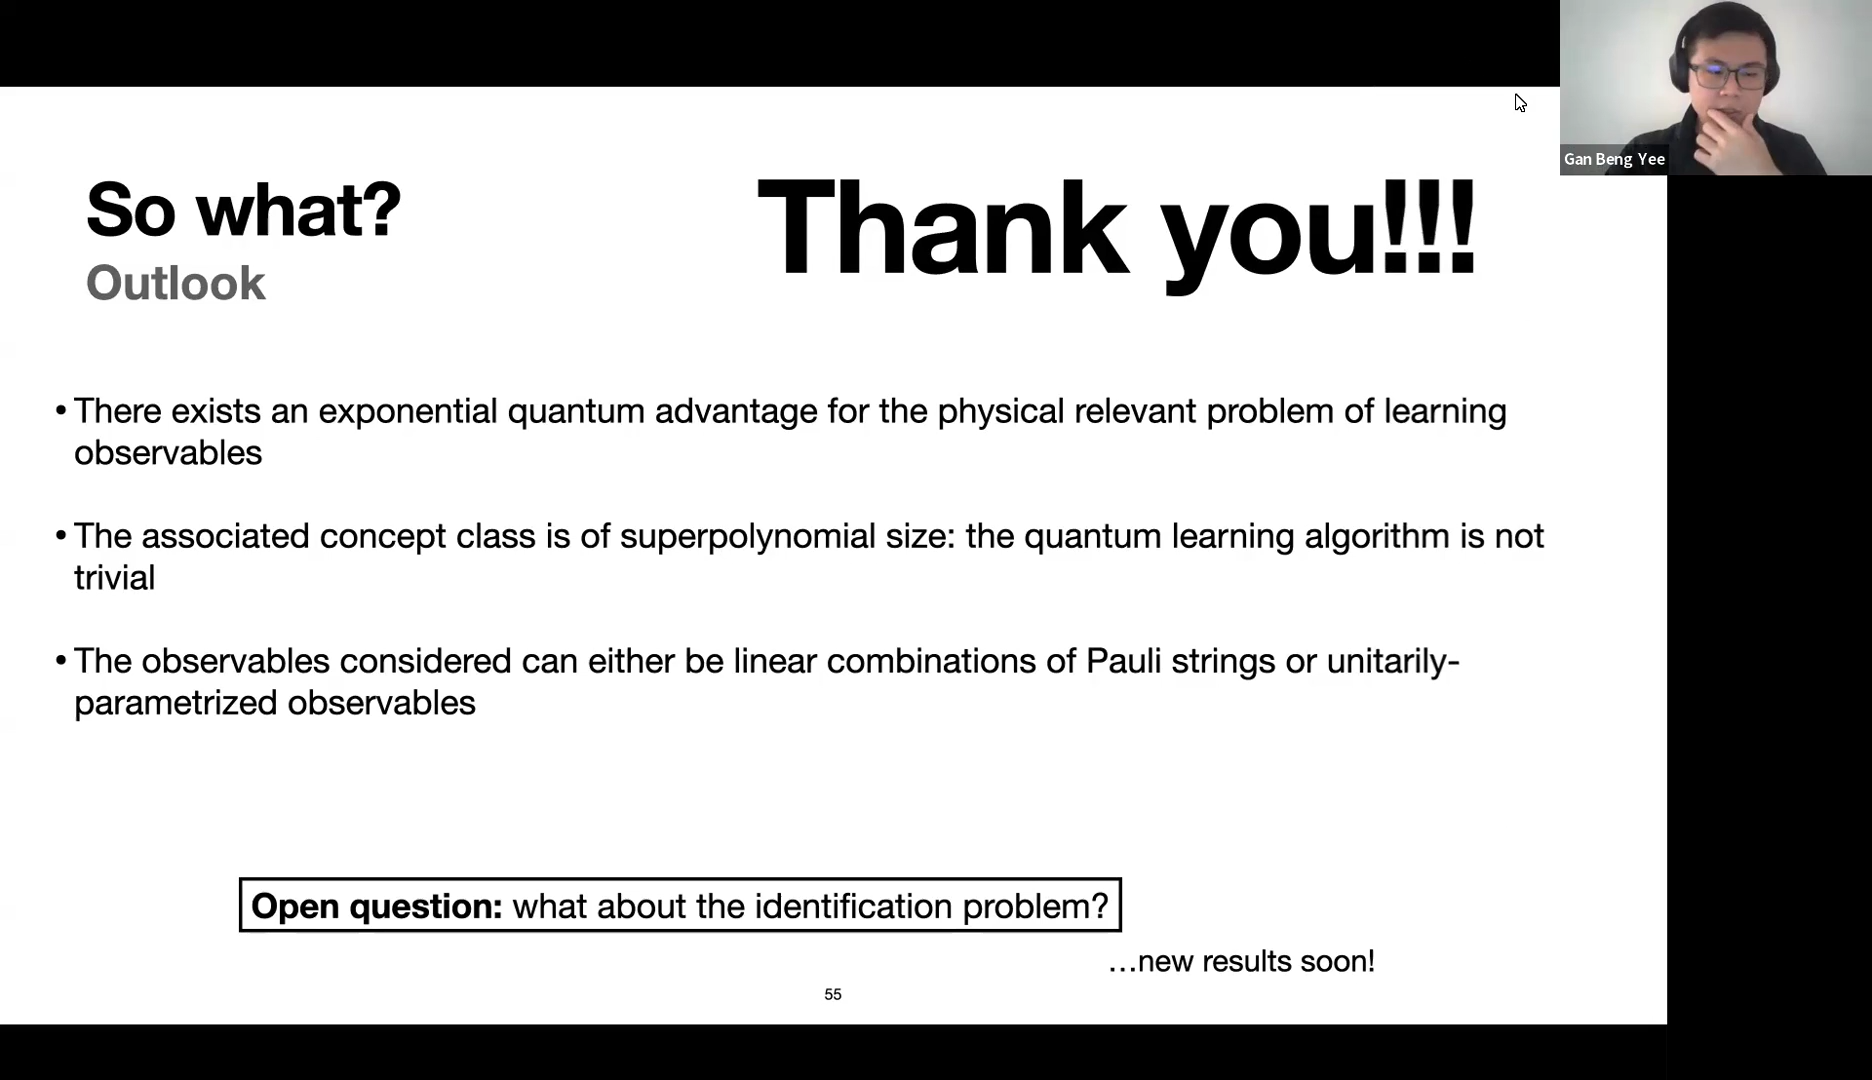 Gan Beng Yee
So what?
Thank you!!!
Outlook
• There exists an exponential quantum advantage for the physical relevant problem of learning
observables
• The associated concept class is of superpolynomial size: the quantum learning algorithm is not
trivial
• The observables considered can either be linear combinations of Pauli strings or unitarily-
parametrized observables
Open question: what about the identification problem?
…new results soon!
55